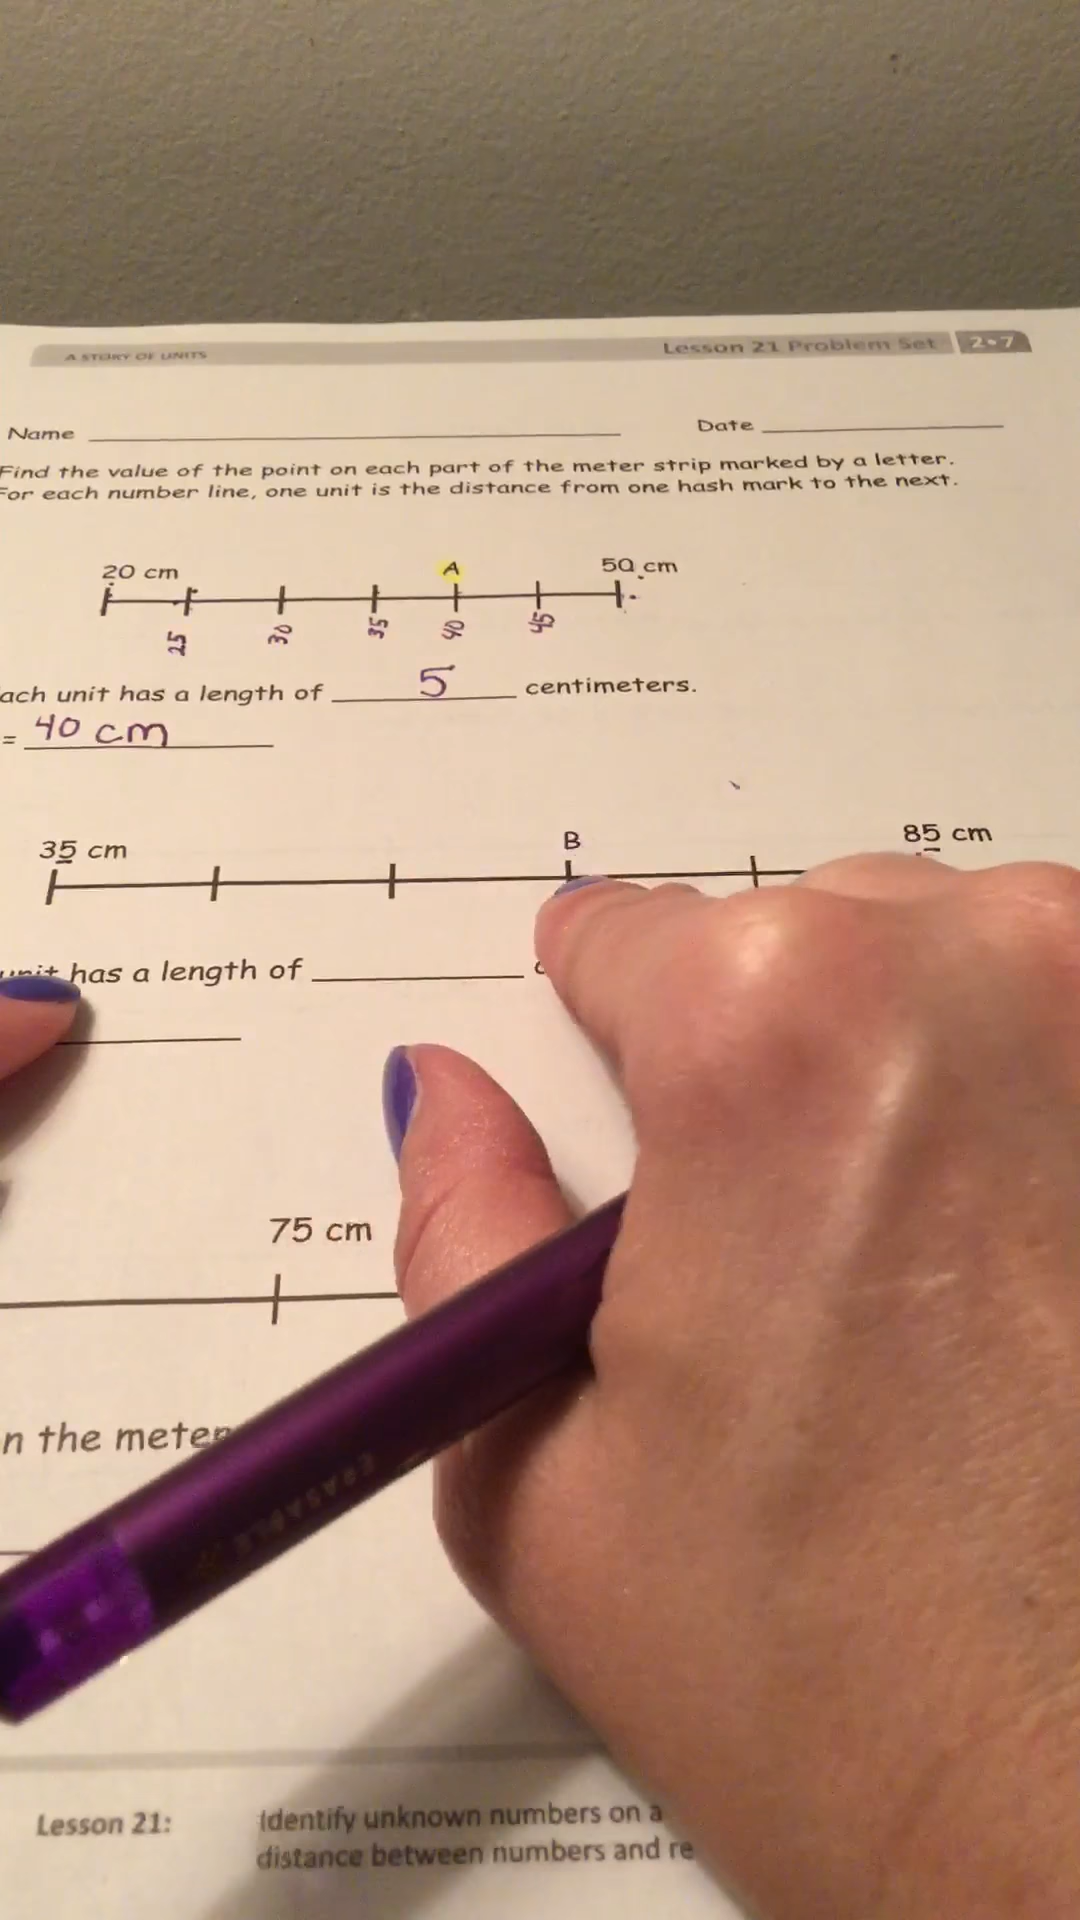 A STORY OF UNITS
Lesson 21 Problem Set 2•7
Name
Date
Find the value of the point on each part of the meter strip marked by a letter.
For each number line, one unit is the distance from one hash mark to the next.
20 cm A 50 cm
25 30 35 40 45
ach unit has a length of 5 centimeters.
= 40 cm
35 cm B 85 cm
unit has a length of
75 cm
n the meter
ERASABLE
Lesson 21: Identify unknown numbers on a
distance between numbers and re